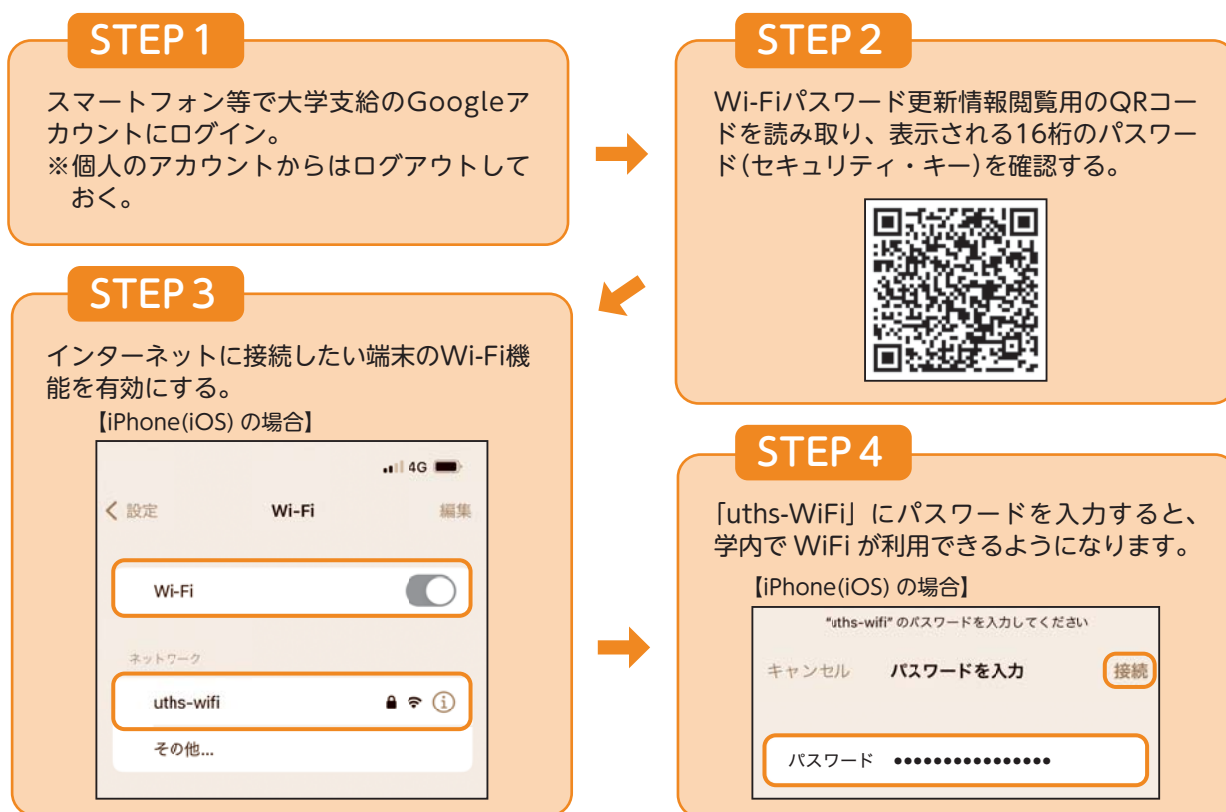 STEP 1
スマートフォン等で大学支給のGoogleア
カウントにログイン。
※個人のアカウントからはログアウトして
おく。
STEP 2
Wi-Fiパスワード更新情報閲覧用のQRコー
ドを読み取り、表示される16桁のパスワー
ド(セキュリティ・キー)を確認する。
STEP 3
インターネットに接続したい端末のWi-Fi機
能を有効にする。
【iPhone(iOS) の場合】
4G
設定 Wi-Fi 編集
Wi-Fi
ネットワーク
uths-wifi
その他...
STEP 4
「uths-WiFi」にパスワードを入力すると、
学内で WiFi が利用できるようになります。
【iPhone(iOS) の場合】
"uths-wifi" のパスワードを入力してください
キャンセル パスワードを入力 接続
パスワード ●●●●●●●●●●●●●●●●